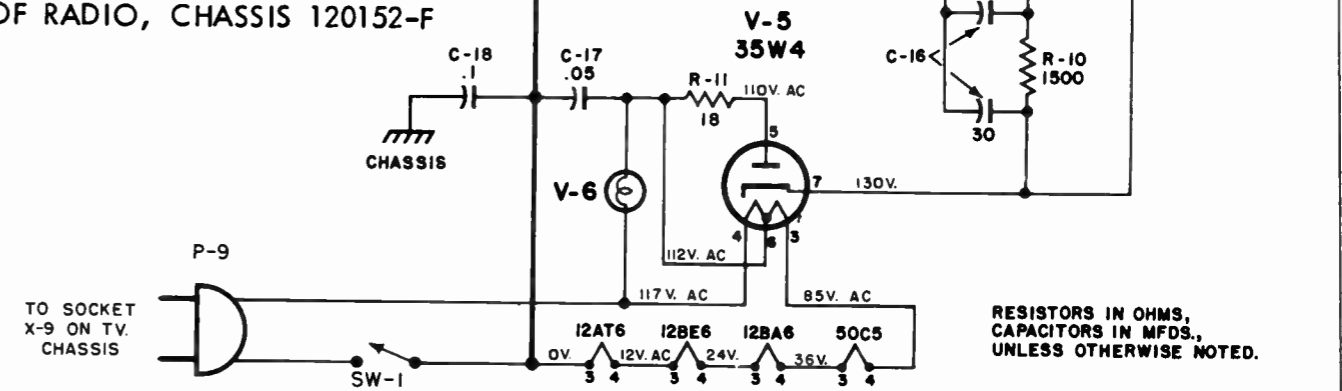 OF RADIO, CHASSIS 120152-F
V-5
35W4
C-18
.1
C-17
.05
R-11
18
110V. AC
C-16
R-10
1500
30
CHASSIS
5
V-6
7
130V.
4
6
3
112V. AC
P-9
TO SOCKET
X-9 ON TV.
CHASSIS
117V. AC
85V. AC
RESISTORS IN OHMS,
CAPACITORS IN MFDS.,
UNLESS OTHERWISE NOTED.
12AT6
12BE6
12BA6
50C5
0V.
12V. AC
24V.
36V.
3 4
3 4
3 4
3 4
SW-1